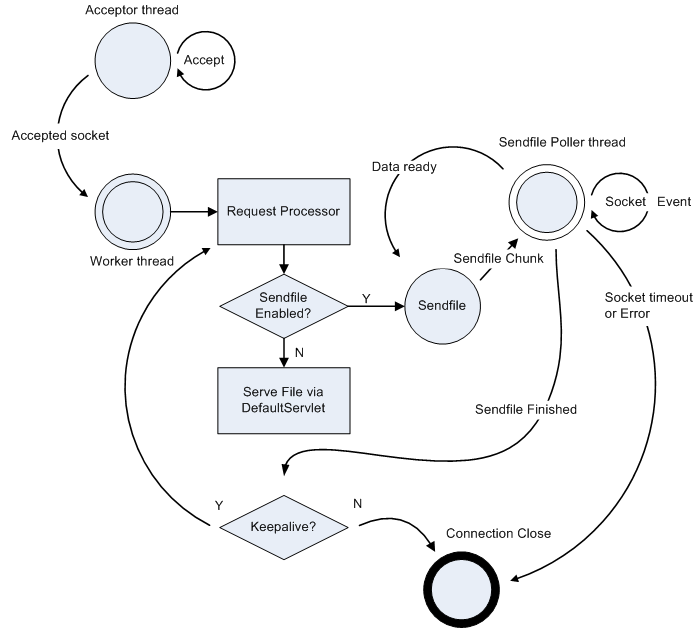 Acceptor thread
Accept
Accepted socket
Sendfile Poller thread
Data ready
Socket Event
Request Processor
Worker thread
Sendfile Chunk
Sendfile
Enabled?
Y
Sendfile
Socket timeout
or Error
N
Serve File via
DefaultServlet
Sendfile Finished
Y
N
Keepalive?
Connection Close